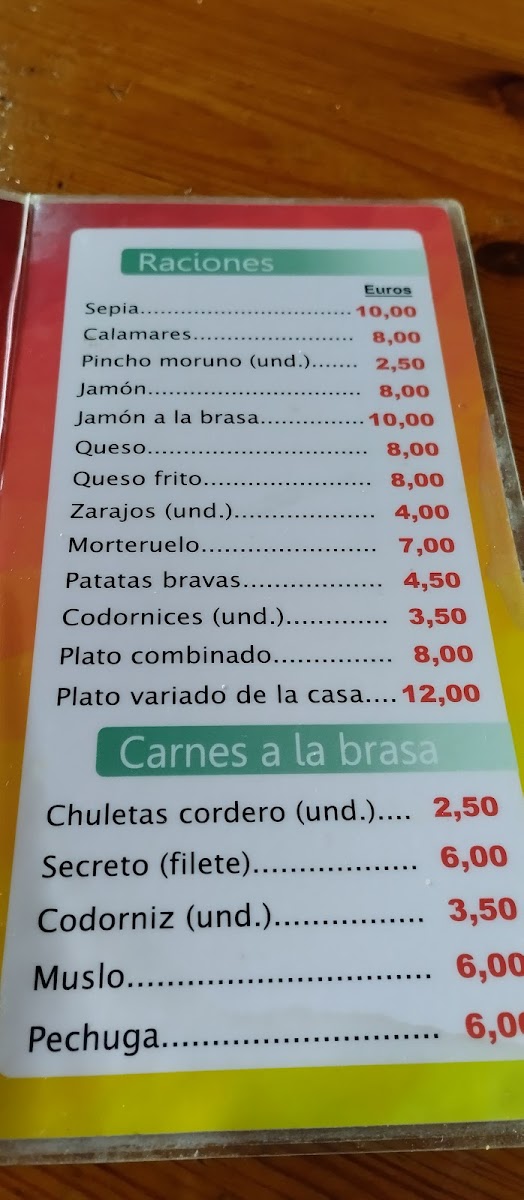 Raciones
Euros
Sepia................................10,00
Calamares........................ 8,00
Pincho moruno (und.)....... 2,50
Jamón................................ 8,00
Jamón a la brasa................10,00
Queso................................. 8,00
Queso frito......................... 8,00
Zarajos (und.)..................... 4,00
Morteruelo.......................... 7,00
Patatas bravas.................... 4,50
Codornices (und.)............... 3,50
Plato combinado................ 8,00
Plato variado de la casa.... 12,00
Carnes a la brasa
Chuletas cordero (und.).... 2,50
Secreto (filete).................. 6,00
Codorniz (und.)................ 3,50
Muslo................................ 6,00
Pechuga............................ 6,00